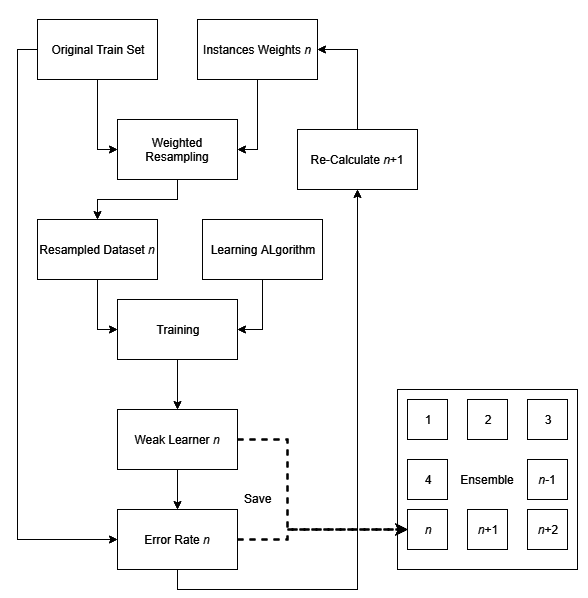 Original Train Set
Instances Weights n
Weighted
Resampling
Re-Calculate n+1
Resampled Dataset n
Learning ALgorithm
Training
Weak Learner n
Save
Error Rate n
1
2
3
4
Ensemble
n-1
n
n+1
n+2